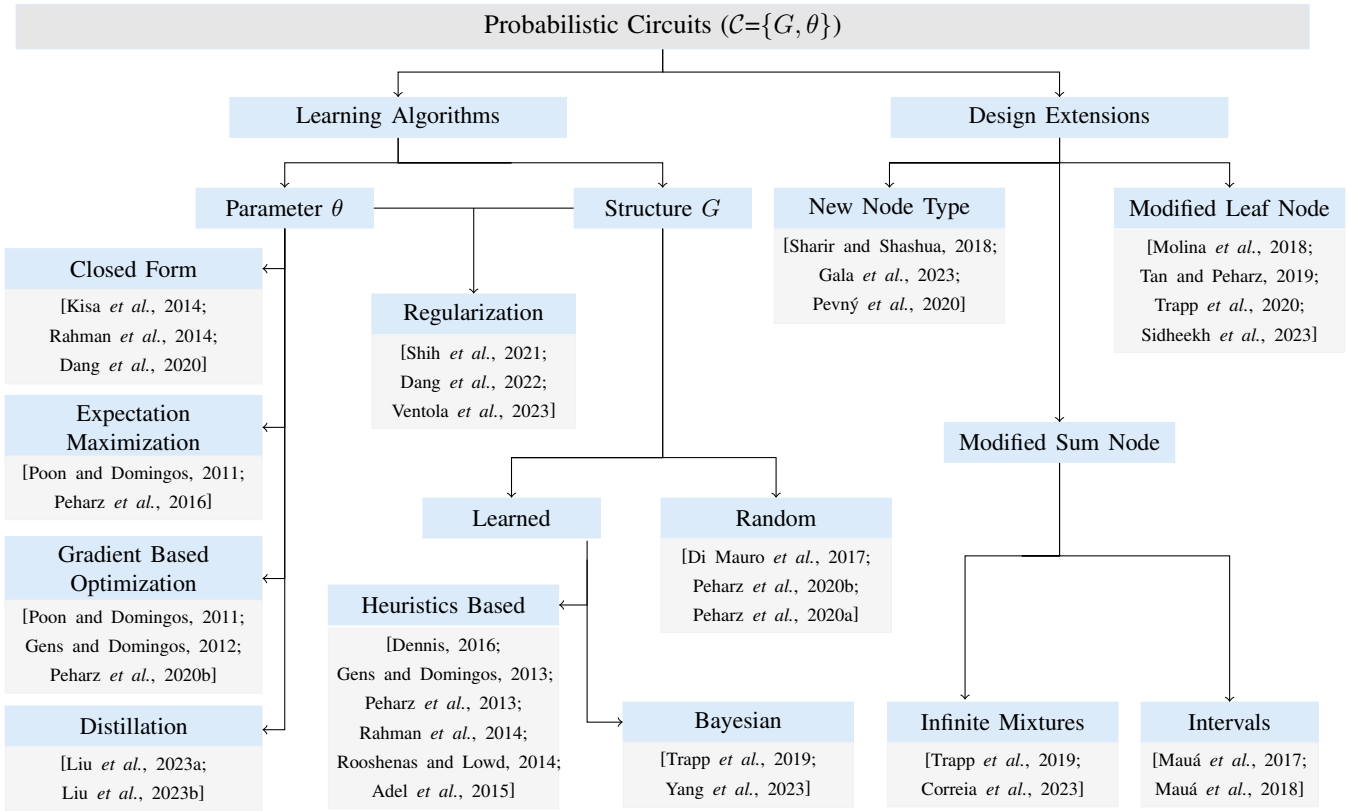 Probabilistic Circuits (𝒞={G, θ})
Learning Algorithms
Design Extensions
Parameter θ
Structure G
New Node Type
[Sharir and Shashua, 2018;
Gala et al., 2023;
Pevný et al., 2020]
Modified Leaf Node
[Molina et al., 2018;
Tan and Peharz, 2019;
Trapp et al., 2020;
Sidheekh et al., 2023]
Closed Form
[Kisa et al., 2014;
Rahman et al., 2014;
Dang et al., 2020]
Regularization
[Shih et al., 2021;
Dang et al., 2022;
Ventola et al., 2023]
Expectation
Maximization
[Poon and Domingos, 2011;
Peharz et al., 2016]
Modified Sum Node
Learned
Random
[Di Mauro et al., 2017;
Peharz et al., 2020b;
Peharz et al., 2020a]
Gradient Based
Optimization
[Poon and Domingos, 2011;
Gens and Domingos, 2012;
Peharz et al., 2020b]
Heuristics Based
[Dennis, 2016;
Gens and Domingos, 2013;
Peharz et al., 2013;
Rahman et al., 2014;
Rooshenas and Lowd, 2014;
Adel et al., 2015]
Distillation
[Liu et al., 2023a;
Liu et al., 2023b]
Bayesian
[Trapp et al., 2019;
Yang et al., 2023]
Infinite Mixtures
[Trapp et al., 2019;
Correia et al., 2023]
Intervals
[Mauá et al., 2017;
Mauá et al., 2018]